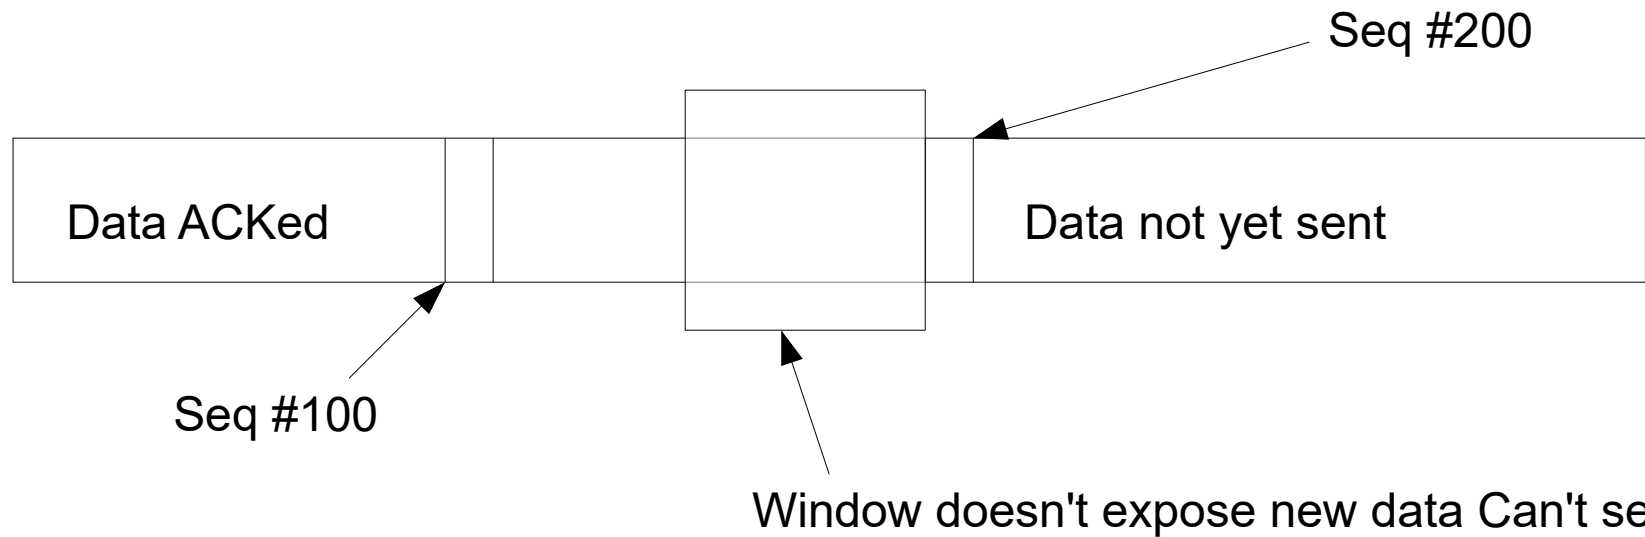 Seq #200
Data ACKed
Data not yet sent
Seq #100
Window doesn't expose new data Can't se